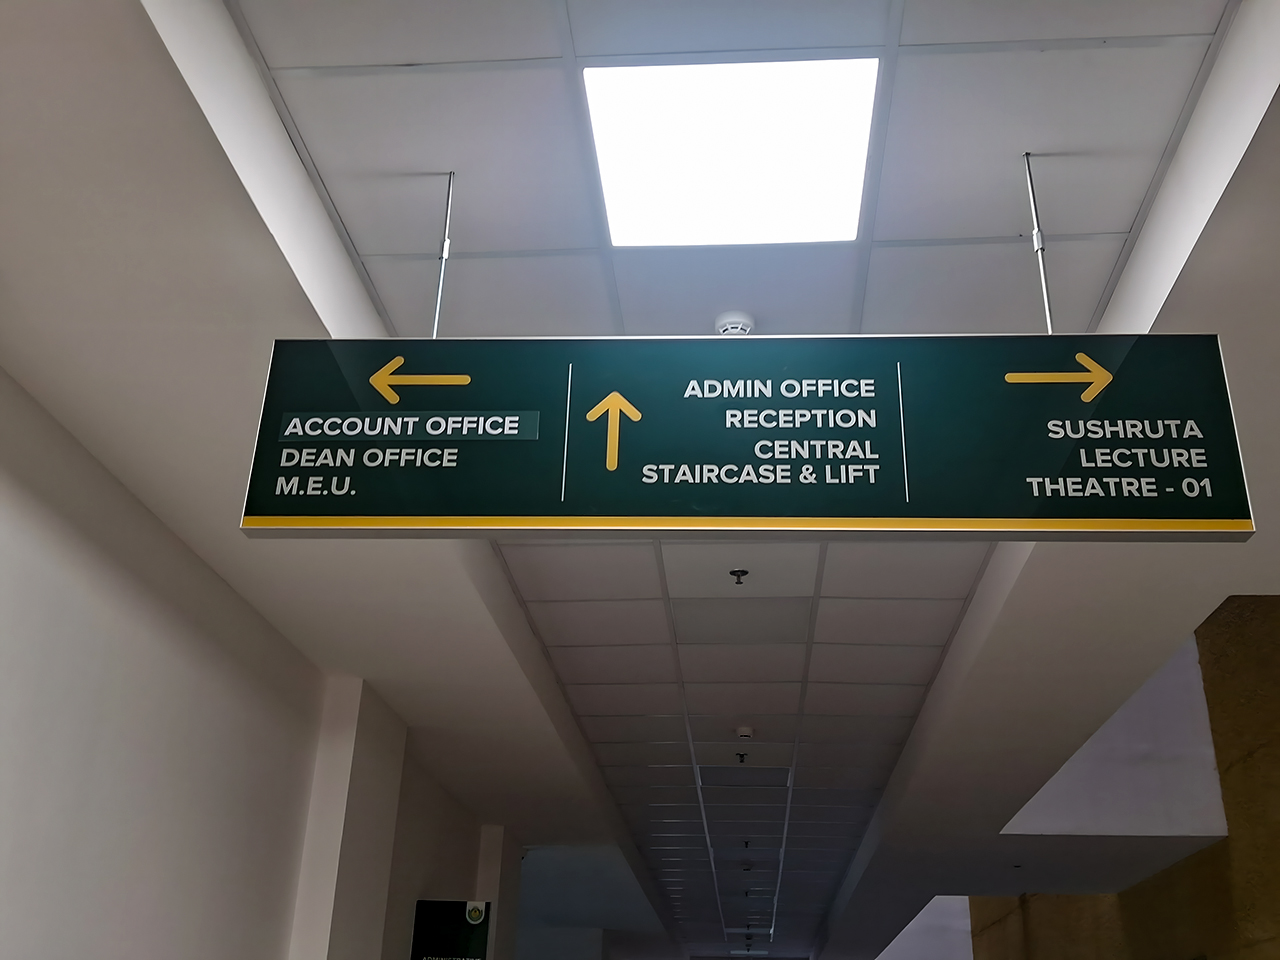 ACCOUNT OFFICE
DEAN OFFICE
M.E.U.
ADMIN OFFICE
RECEPTION
CENTRAL
STAIRCASE & LIFT
SUSHRUTA
LECTURE
THEATRE - 01